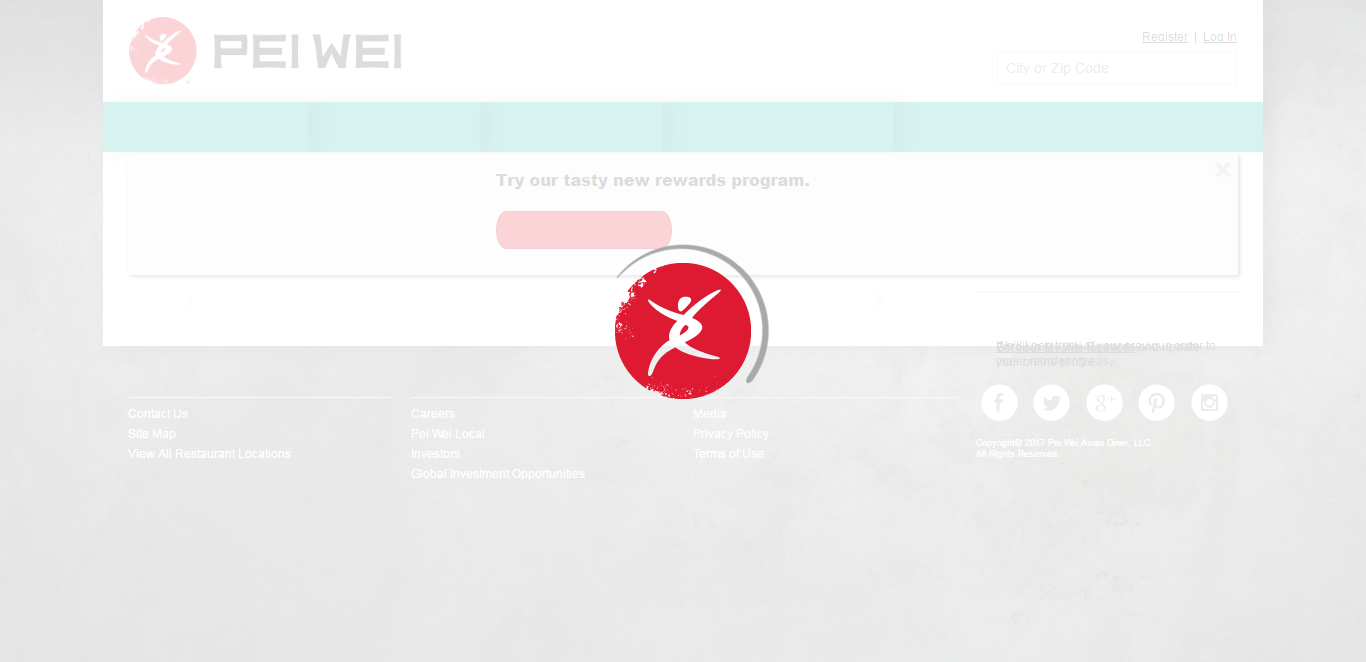 PEI WEI
Register | Log In
City or Zip Code
Try our tasty new rewards program.
Contact Us
Site Map
View All Restaurant Locations
Careers
Pei Wei Local
Investors
Global Investment Opportunities
Media
Privacy Policy
Terms of Use
Copyright© 2017 Pei Wei Asian Diner, LLC
All Rights Reserved.